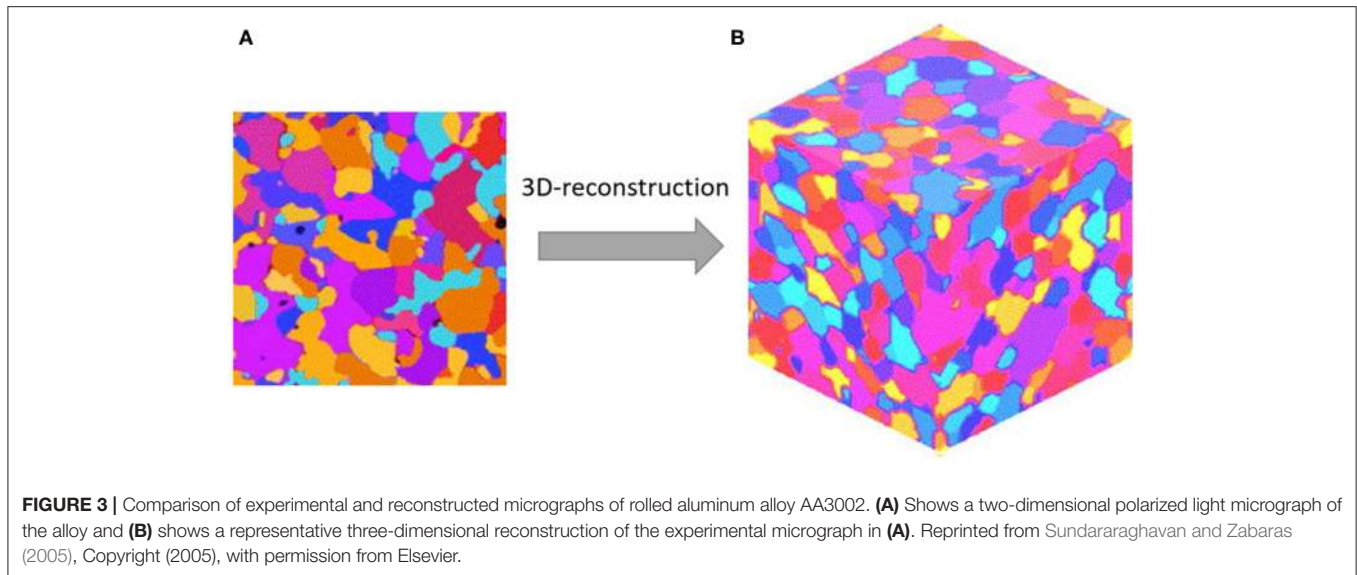 A
B
3D-reconstruction
FIGURE 3 | Comparison of experimental and reconstructed micrographs of rolled aluminum alloy AA3002. (A) Shows a two-dimensional polarized light micrograph of
the alloy and (B) shows a representative three-dimensional reconstruction of the experimental micrograph in (A). Reprinted from Sundararaghavan and Zabaras
(2005), Copyright (2005), with permission from Elsevier.